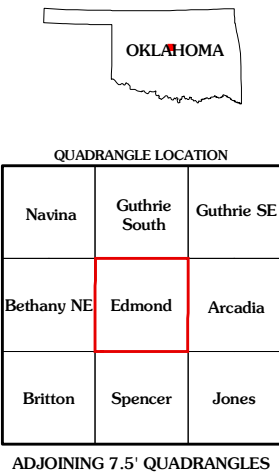 OKLAHOMA
QUADRANGLE LOCATION
Navina
Guthrie
South
Guthrie SE
Bethany NE
Edmond
Arcadia
Britton
Spencer
Jones
ADJOINING 7.5' QUADRANGLES